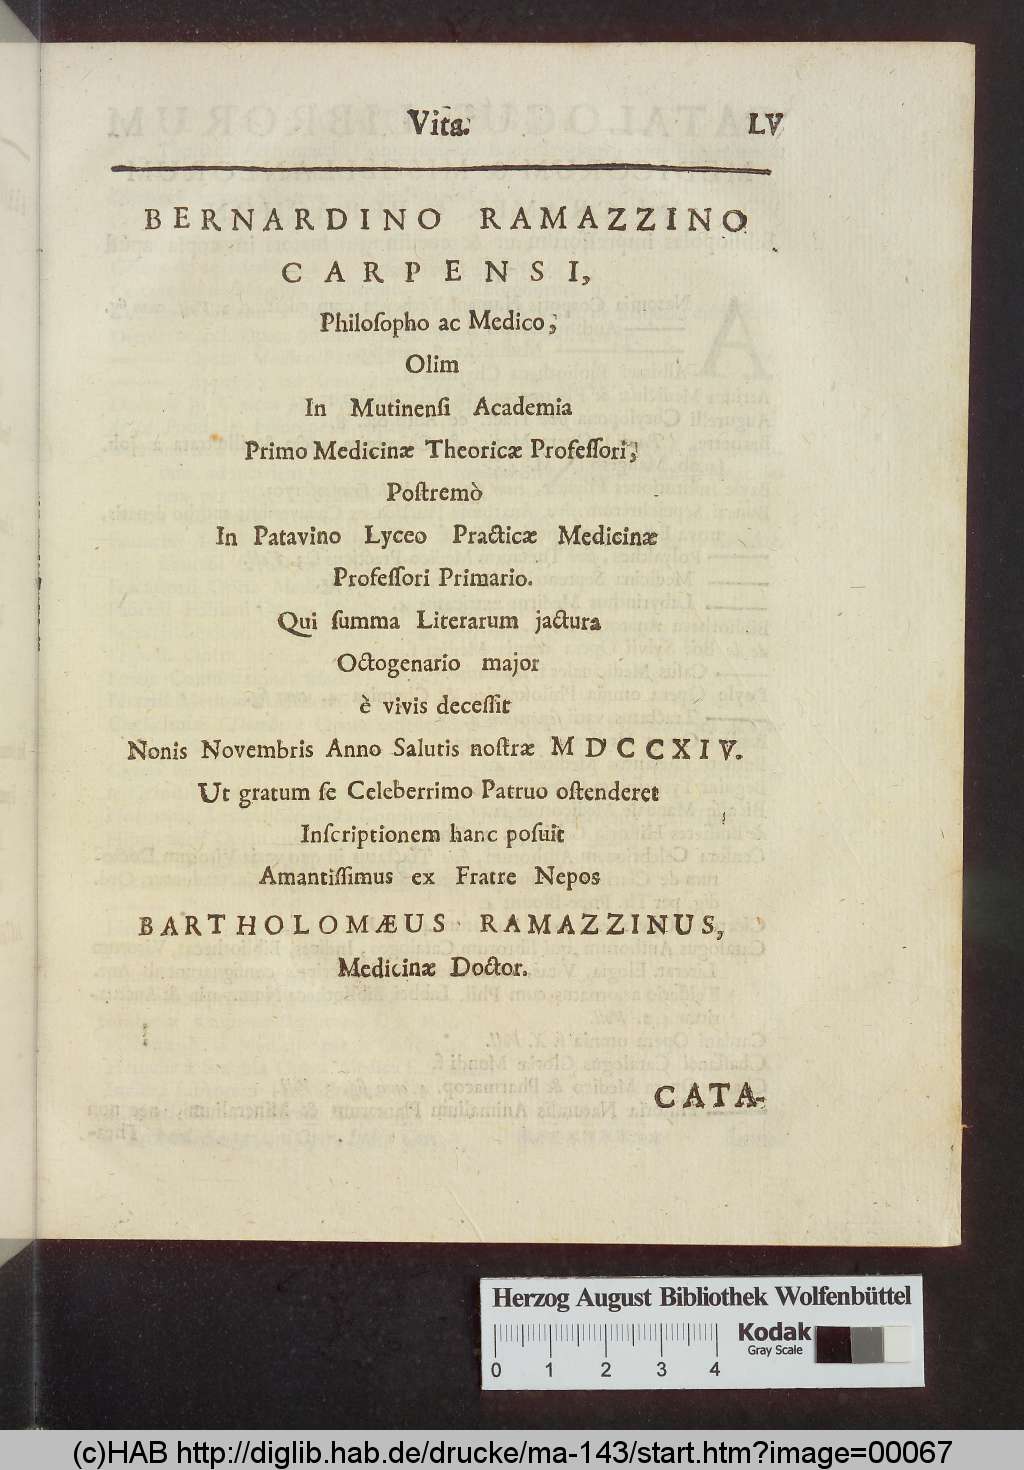 Vita. LV
BERNARDINO RAMAZZINO
CARPENSI,
Philoſopho ac Medico;
Olim
In Mutinenſi Academia
Primo Medicinæ Theoricæ Profeſſori;
Poſtremò
In Patavino Lyceo Practicæ Medicinæ
Profeſſori Primario.
Qui ſumma Literarum jactura
Octogenario major
è vivis deceſſit
Nonis Novembris Anno Salutis noſtræ MDCCXIV.
Ut gratum ſe Celeberrimo Patruo oſtenderet
Inſcriptionem hanc poſuit
Amantiſſimus ex Fratre Nepos
BARTHOLOMÆUS RAMAZZINUS,
Medicinæ Doctor.
CATA-
Herzog August Bibliothek Wolfenbüttel
Kodak
Gray Scale
0 1 2 3 4
(c)HAB http://diglib.hab.de/drucke/ma-143/start.htm?image=00067